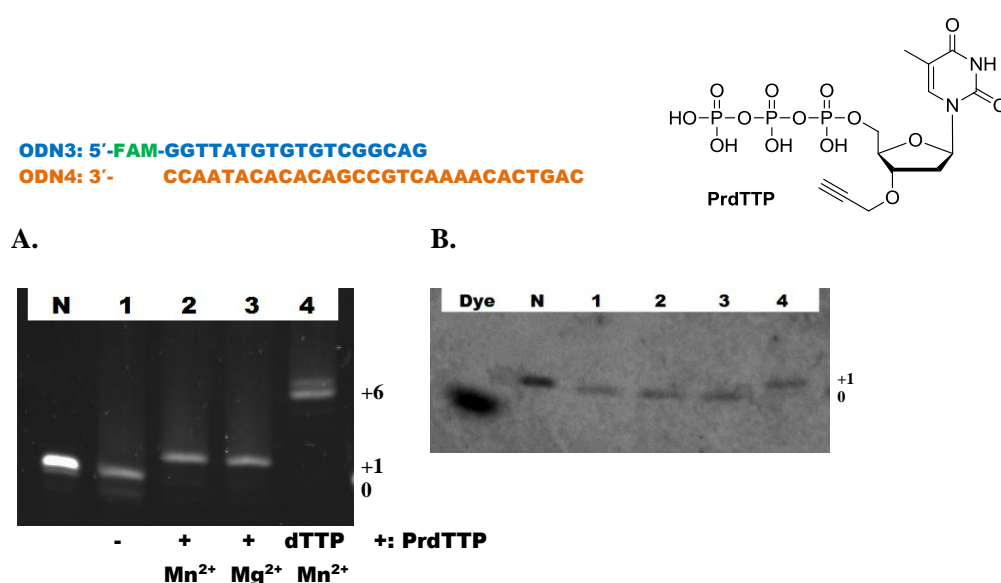 ODN3: 5′-FAM-GGTTATGTGTGTCGGCAG
ODN4: 3′- CCAATACACACAGCCGTCAAAACACTGAC
O
NH
N
O
O O O
HO-P-O-P-O-P-O
OH OH OH
O
O
PrdTTP
A.
N 1 2 3 4
+6
+1
0
- + + dTTP +: PrdTTP
Mn²⁺ Mg²⁺ Mn²⁺
B.
Dye N 1 2 3 4
+1
0